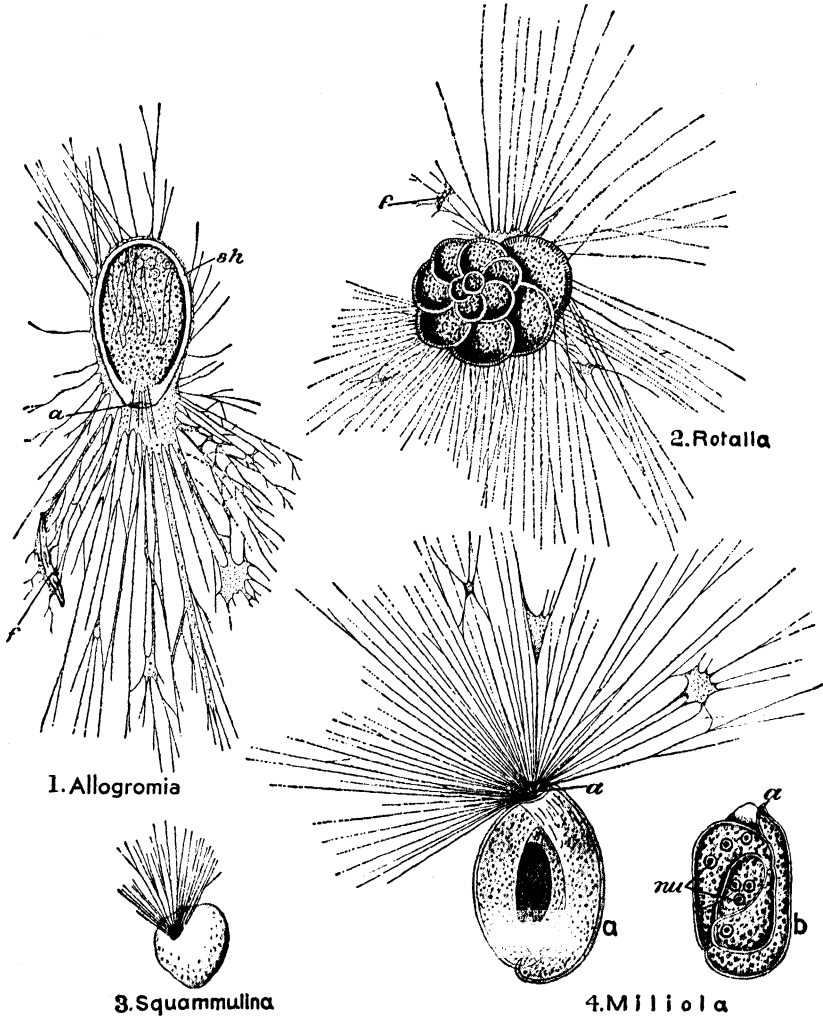 sh
f
a
2. Rotalia
f
1. Allogromia
a
a
nu
a
b
3. Squammulina
4. Miliola